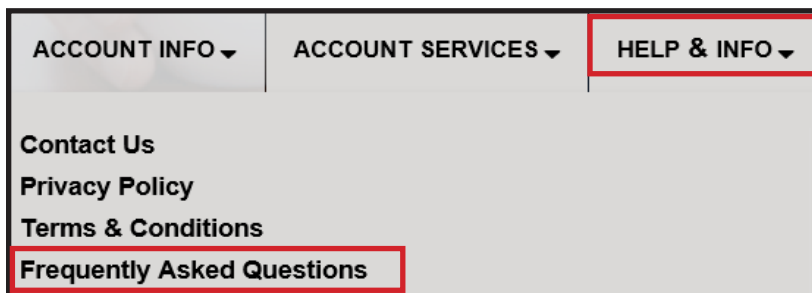 ACCOUNT INFO ACCOUNT SERVICES HELP & INFO
Contact Us
Privacy Policy
Terms & Conditions
Frequently Asked Questions